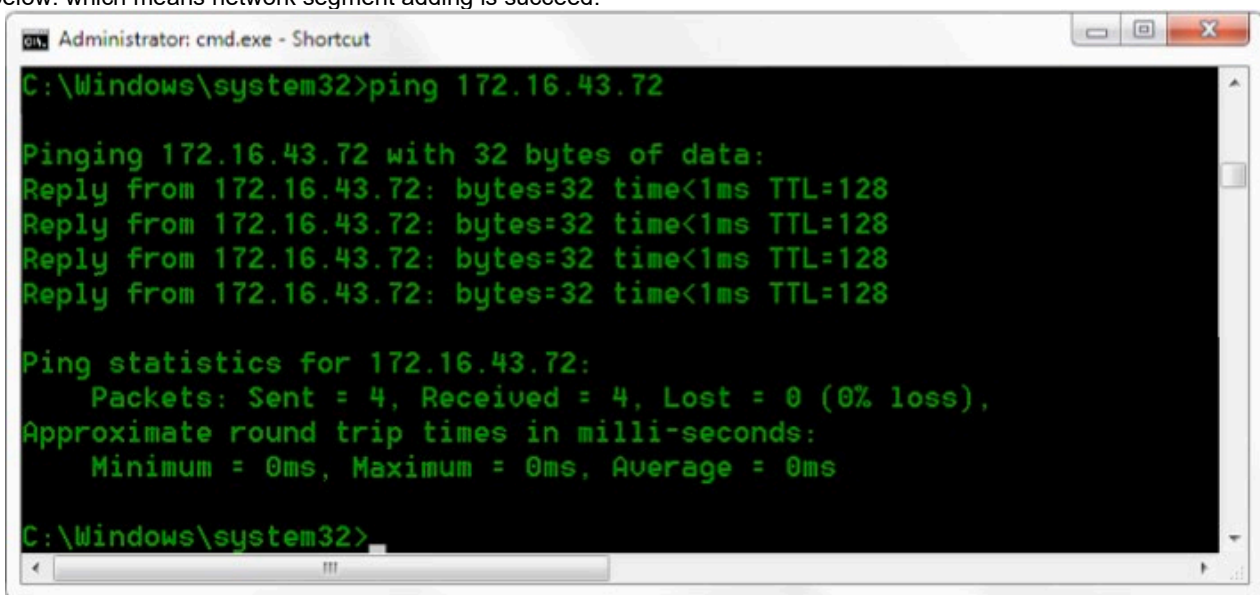 below. which means network segment adding is succeed.
Administrator: cmd.exe - Shortcut
C:\Windows\system32>ping 172.16.43.72
Pinging 172.16.43.72 with 32 bytes of data:
Reply from 172.16.43.72: bytes=32 time<1ms TTL=128
Reply from 172.16.43.72: bytes=32 time<1ms TTL=128
Reply from 172.16.43.72: bytes=32 time<1ms TTL=128
Reply from 172.16.43.72: bytes=32 time<1ms TTL=128
Ping statistics for 172.16.43.72:
Packets: Sent = 4, Received = 4, Lost = 0 (0% loss),
Approximate round trip times in milli-seconds:
Minimum = 0ms, Maximum = 0ms, Average = 0ms
C:\Windows\system32>